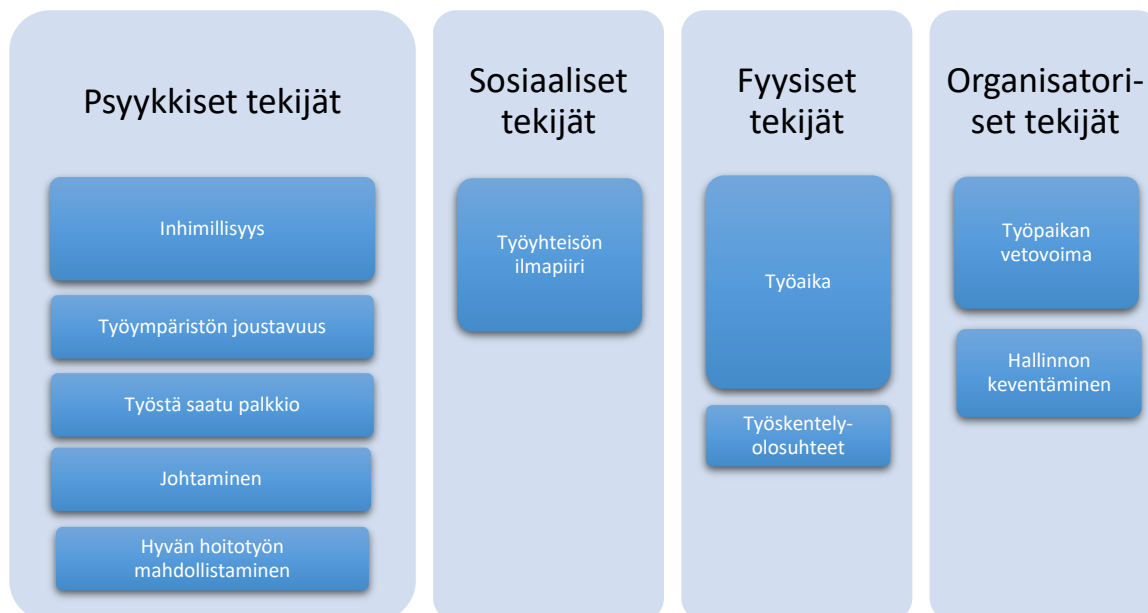 Psyykkiset tekijät
Inhimillisyys
Työympäristön joustavuus
Työstä saatu palkkio
Johtaminen
Hyvän hoitotyön
mahdollistaminen
Sosiaaliset
tekijät
Työyhteisön
ilmapiiri
Fyysiset
tekijät
Työaika
Työskentely-
olosuhteet
Organisatori-
set tekijät
Työpaikan
vetovoima
Hallinnon
keventäminen